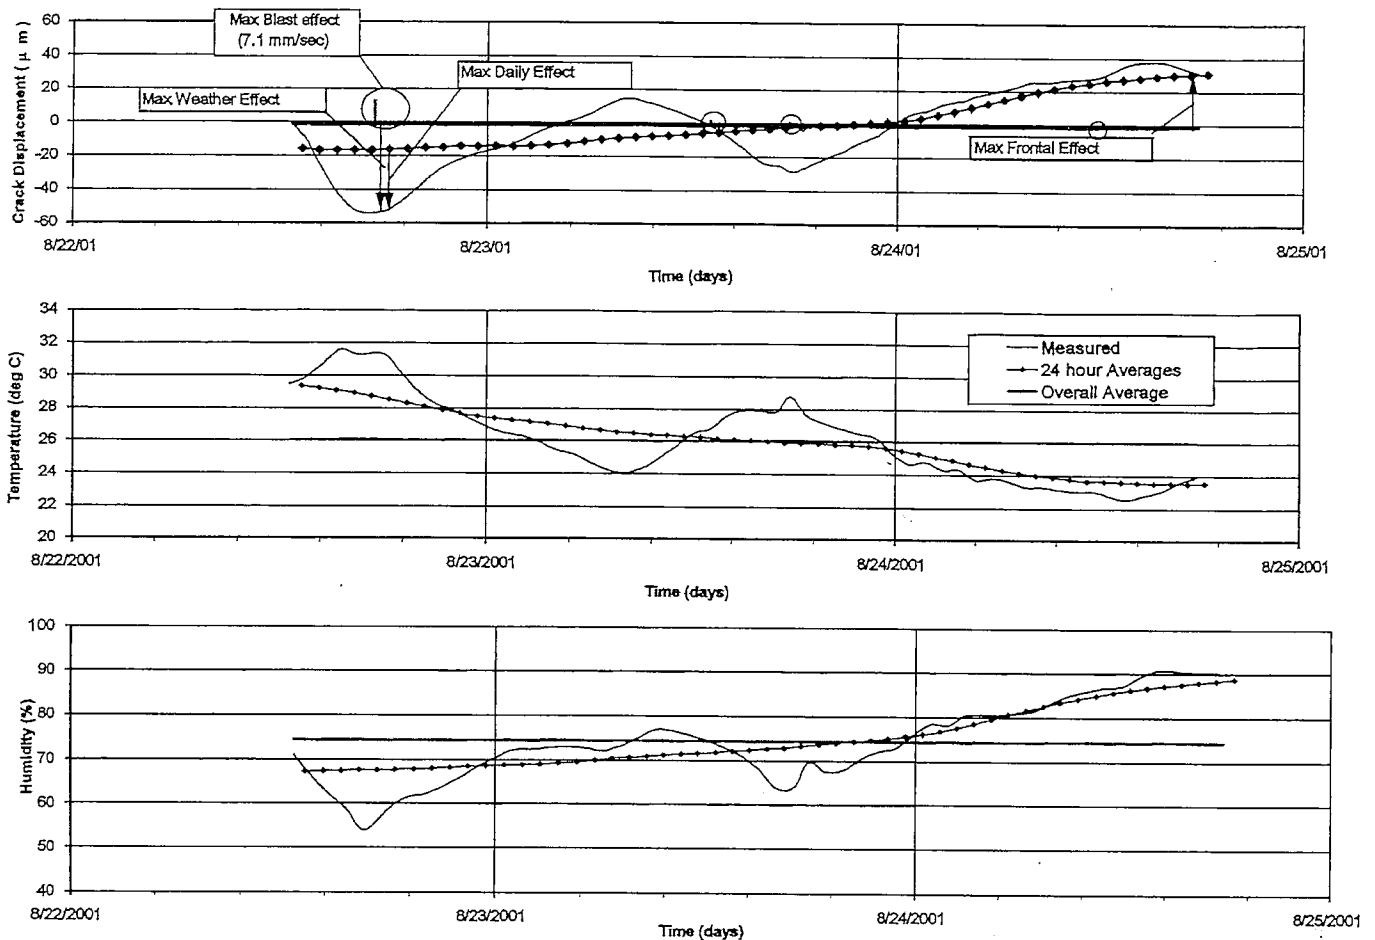 Max Blast effect
(7.1 mm/sec)
Max Daily Effect
Max Weather Effect
Max Frontal Effect
Crack Displacement ( μ m )
60
40
20
0
-20
-40
-60
8/22/01
8/23/01
8/24/01
8/25/01
Time (days)
Temperature (deg C)
34
32
30
28
26
24
22
20
Measured
24 hour Averages
Overall Average
8/22/2001
8/23/2001
8/24/2001
8/25/2001
Time (days)
Humidity (%)
100
90
80
70
60
50
40
8/22/2001
8/23/2001
8/24/2001
8/25/2001
Time (days)